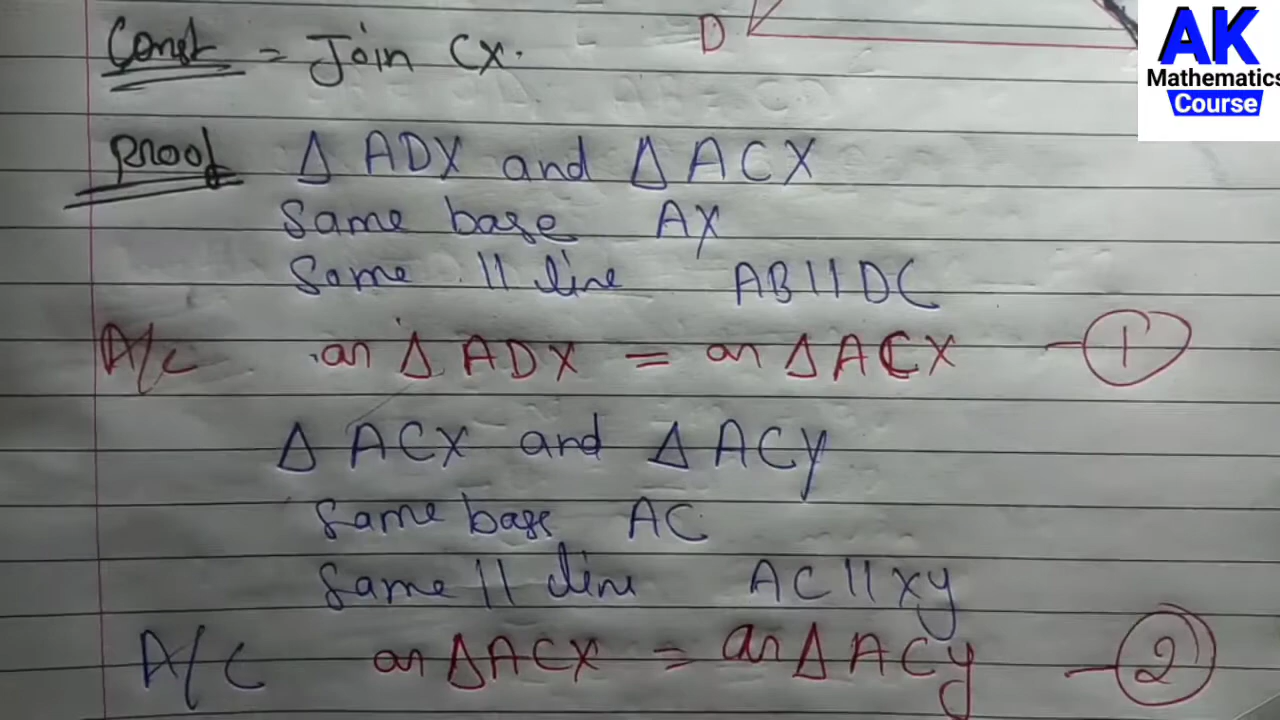 Const = Join CX.
D
AK
Mathematics
Course
Proof Δ ADX and Δ ACX
Same base AX
Same || line AB||DC
A/c ar Δ ADX = ar Δ ACX - 1
Δ ACX and Δ ACY
Same base AC
Same || line AC||XY
A/C ar Δ ACX = ar Δ ACY - 2